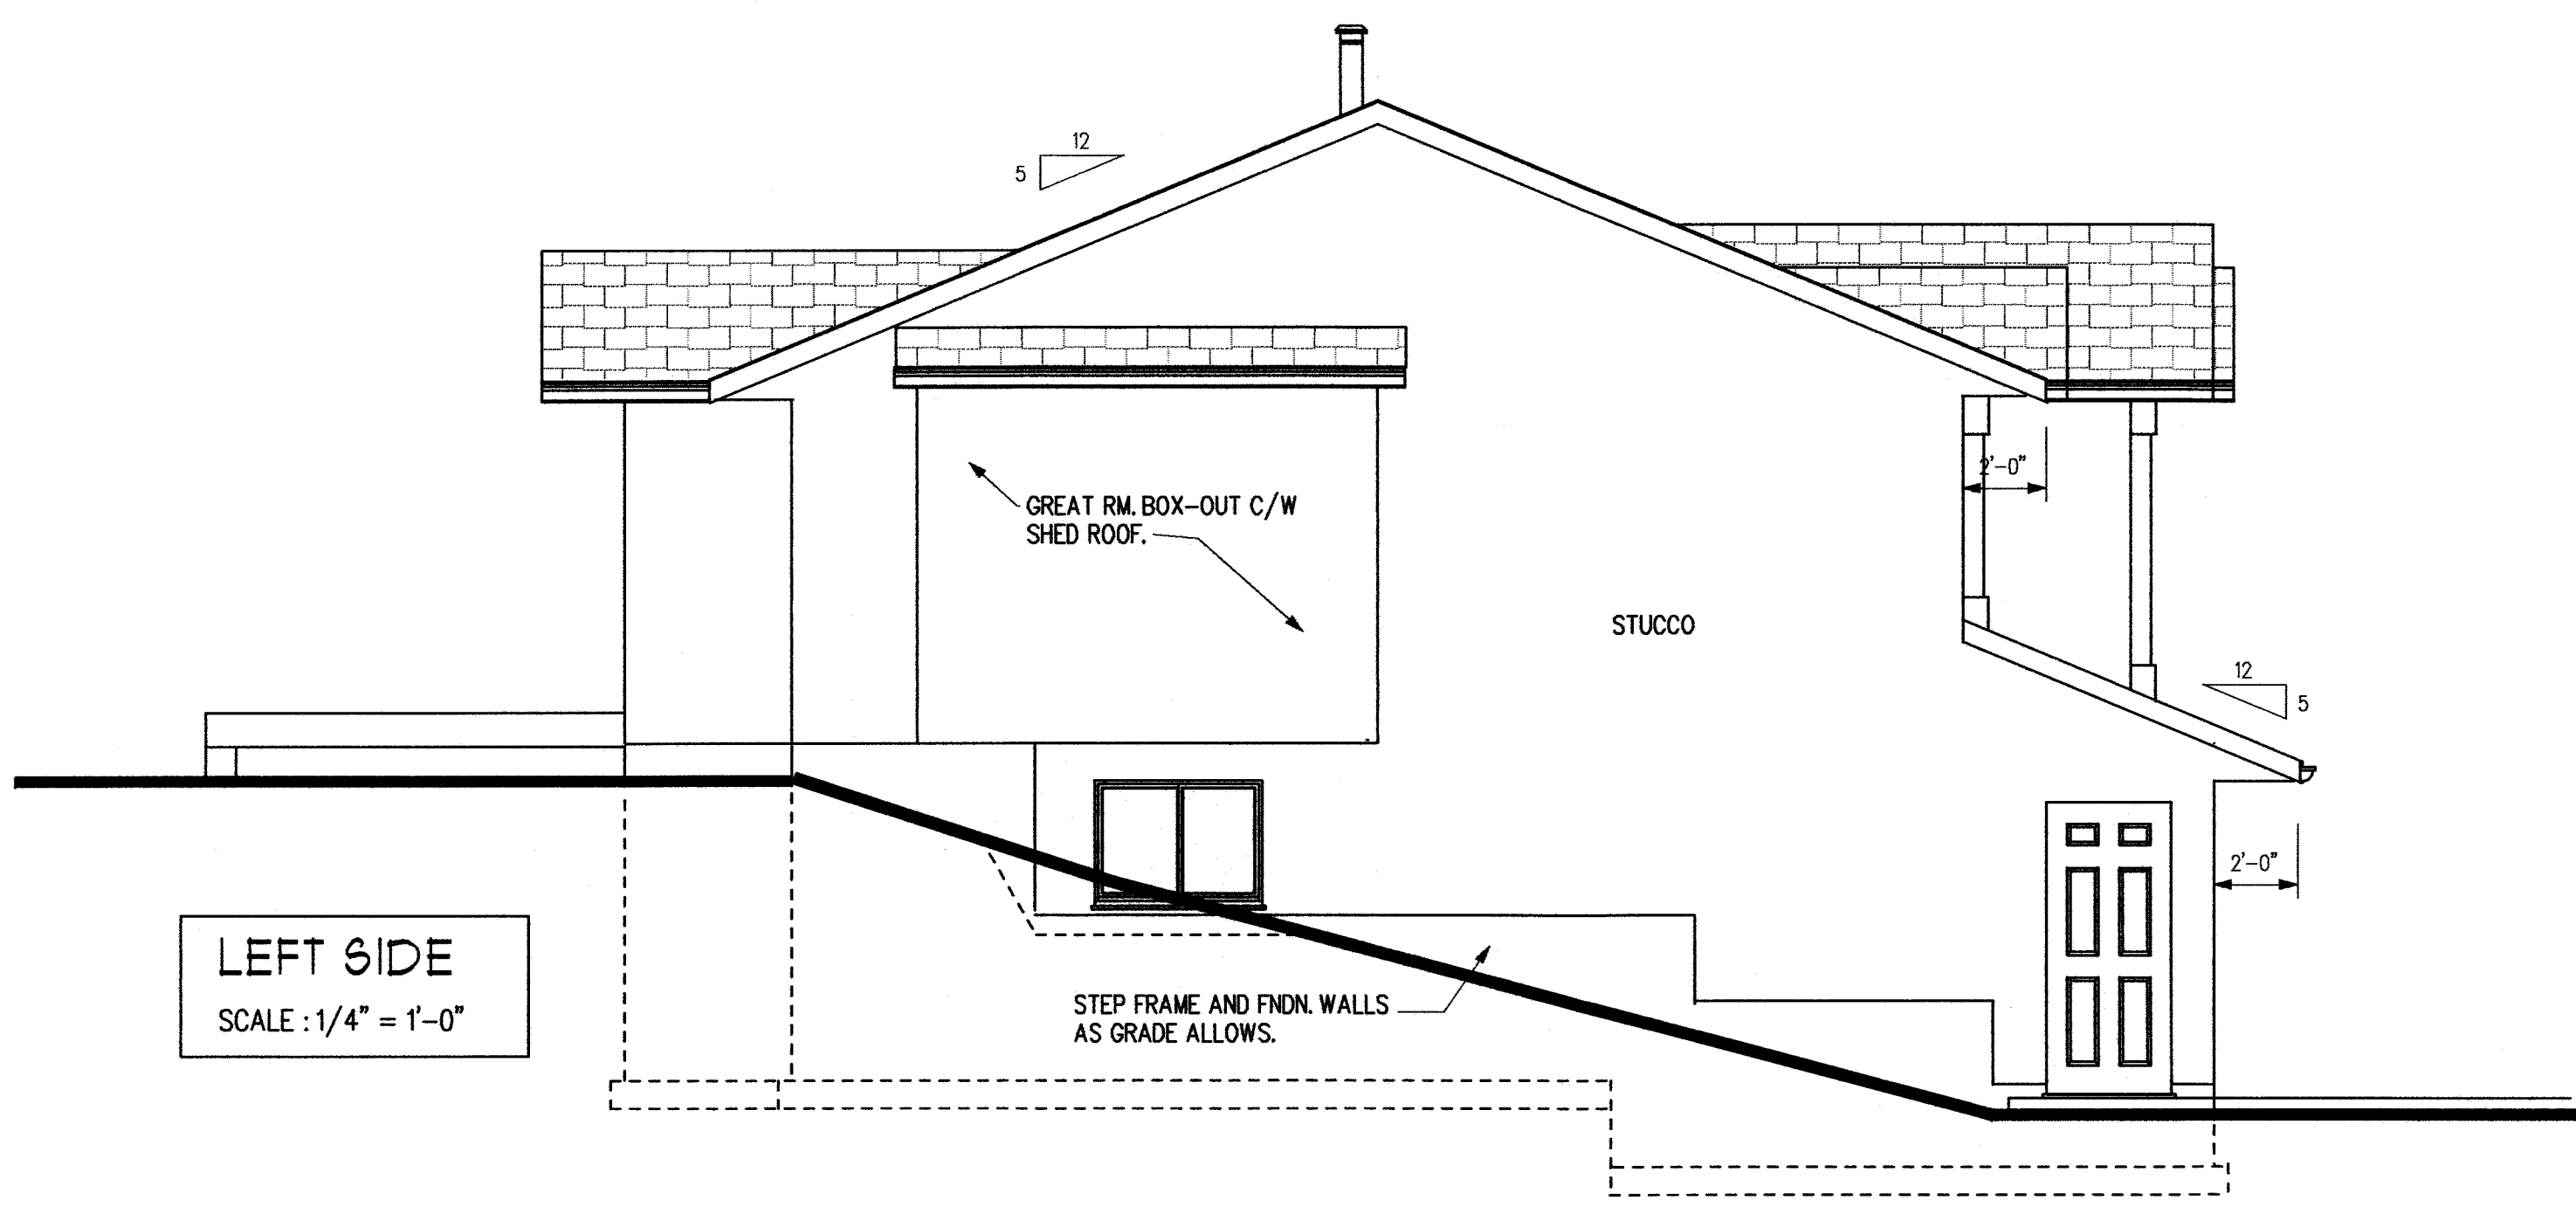 12
5
GREAT RM. BOX-OUT C/W
SHED ROOF.
2'-0"
STUCCO
12
5
2'-0"
LEFT SIDE
SCALE : 1/4" = 1'-0"
STEP FRAME AND FNDN. WALLS
AS GRADE ALLOWS.